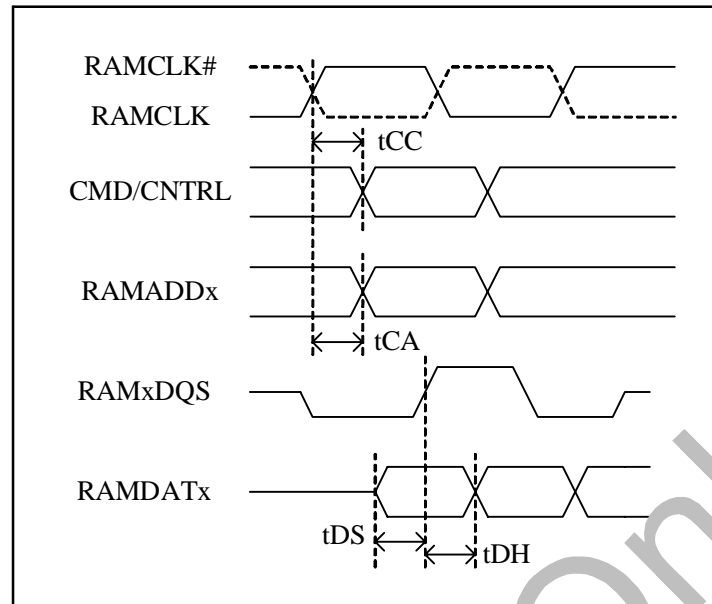 RAMCLK#
RAMCLK
tCC
CMD/CNTRL
RAMADDx
tCA
RAMxDQS
RAMDATx
tDS
tDH